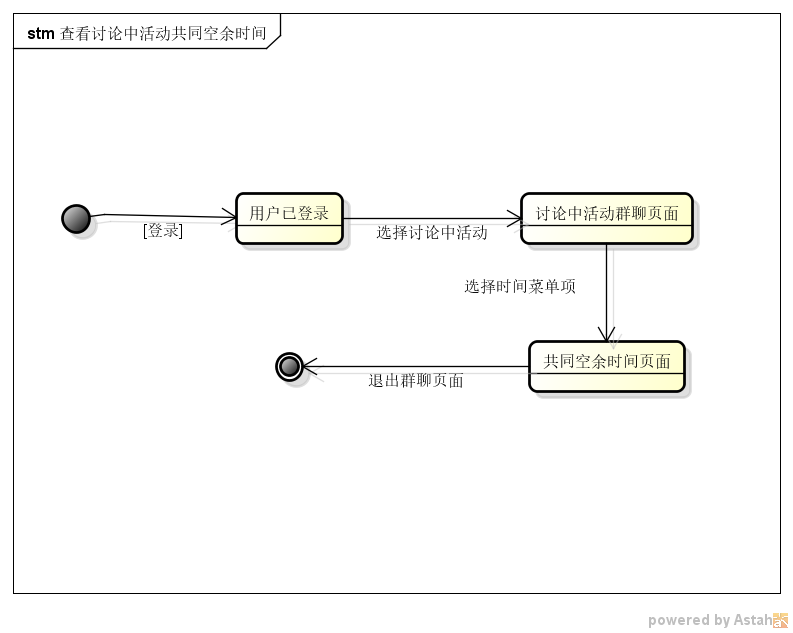 stm 查看讨论中活动共同空余时间
用户已登录
讨论中活动群聊页面
[登录]
选择讨论中活动
选择时间菜单项
共同空余时间页面
退出群聊页面
powered by Astah